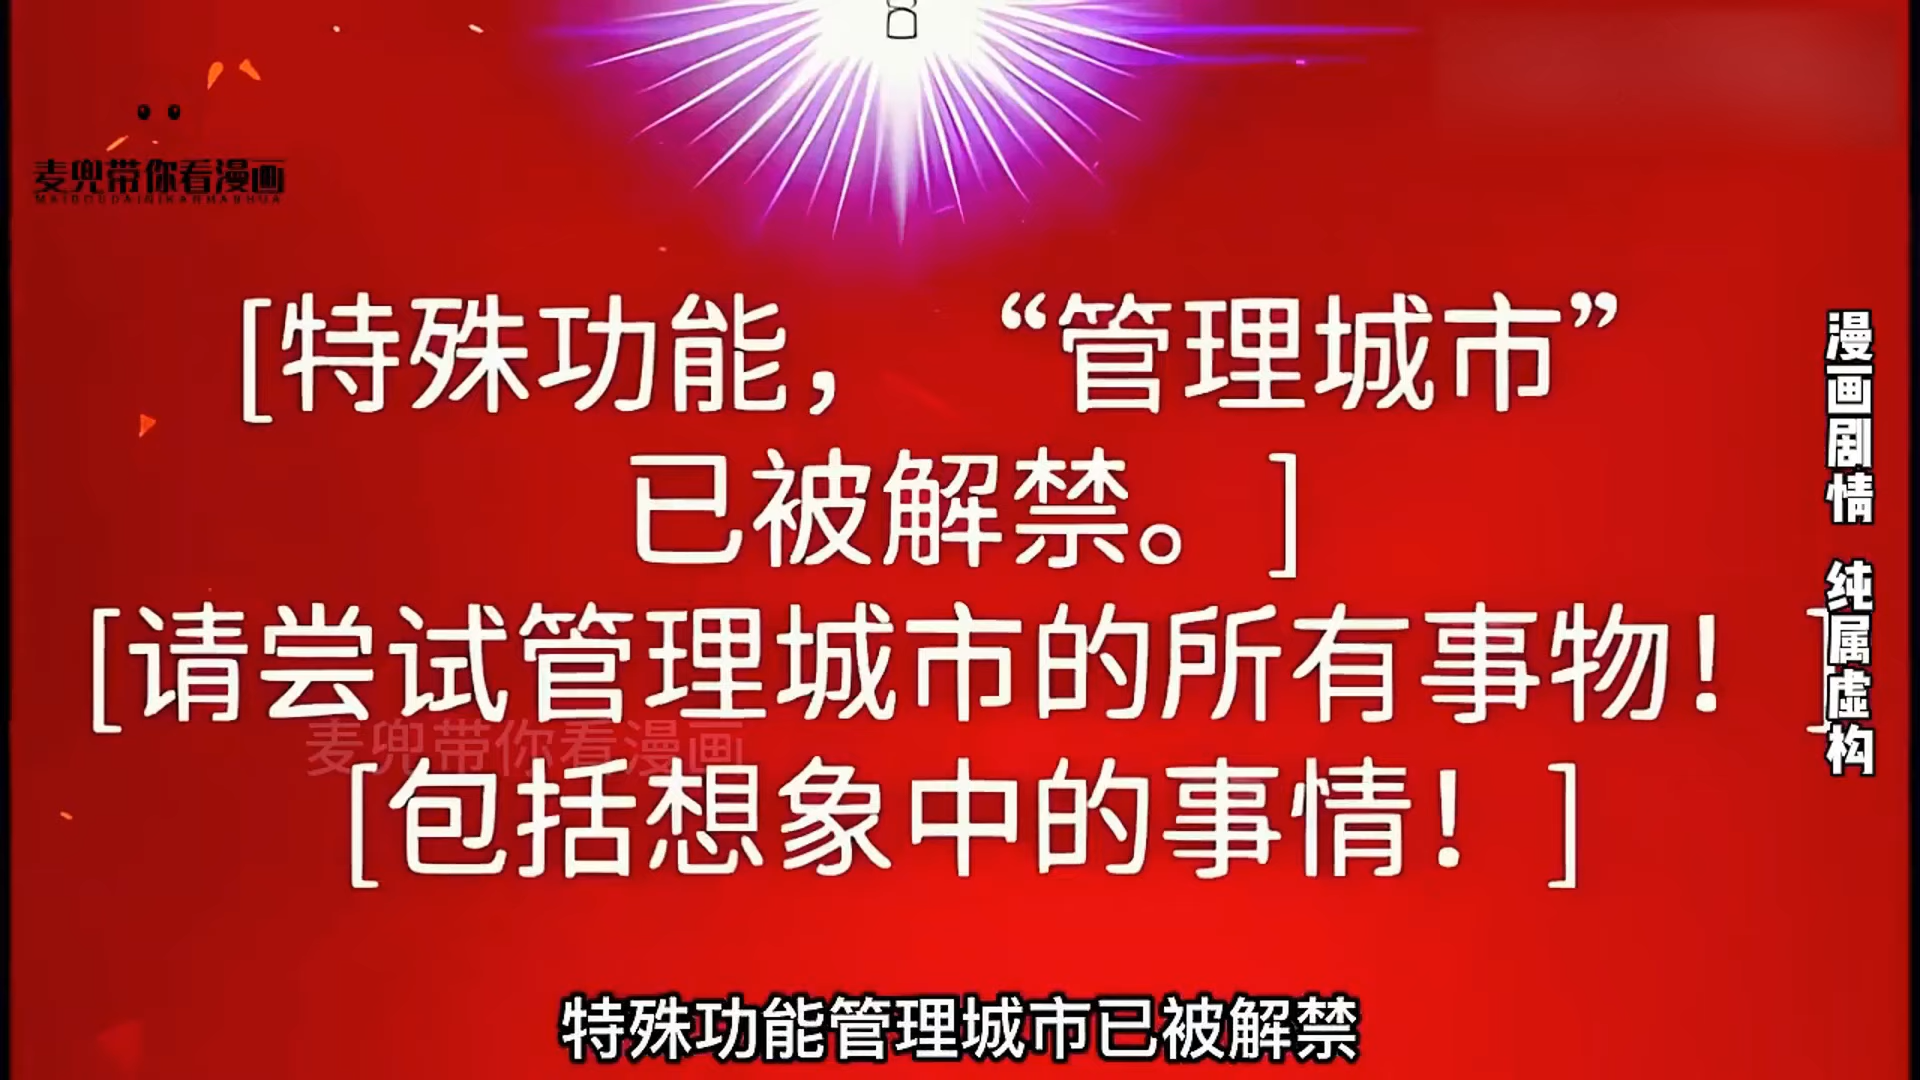 麦兜带你看漫画
MAIDOUDAINIKANMANHUA
[特殊功能，“管理城市”
已被解禁。]
[请尝试管理城市的所有事物！]
麦兜带你看漫画
[包括想象中的事情！]
漫画剧情 纯属虚构
特殊功能管理城市已被解禁